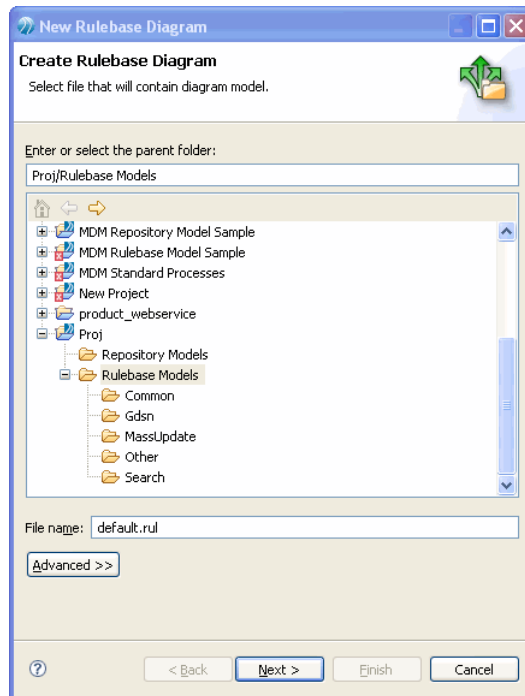 New Rulebase Diagram
Create Rulebase Diagram
Select file that will contain diagram model.
Enter or select the parent folder:
Proj/Rulebase Models
MDM Repository Model Sample
MDM Rulebase Model Sample
MDM Standard Processes
New Project
product_webservice
Proj
Repository Models
Rulebase Models
Common
Gdsn
MassUpdate
Other
Search
File name: default.rul
Advanced >>
< Back Next > Finish Cancel